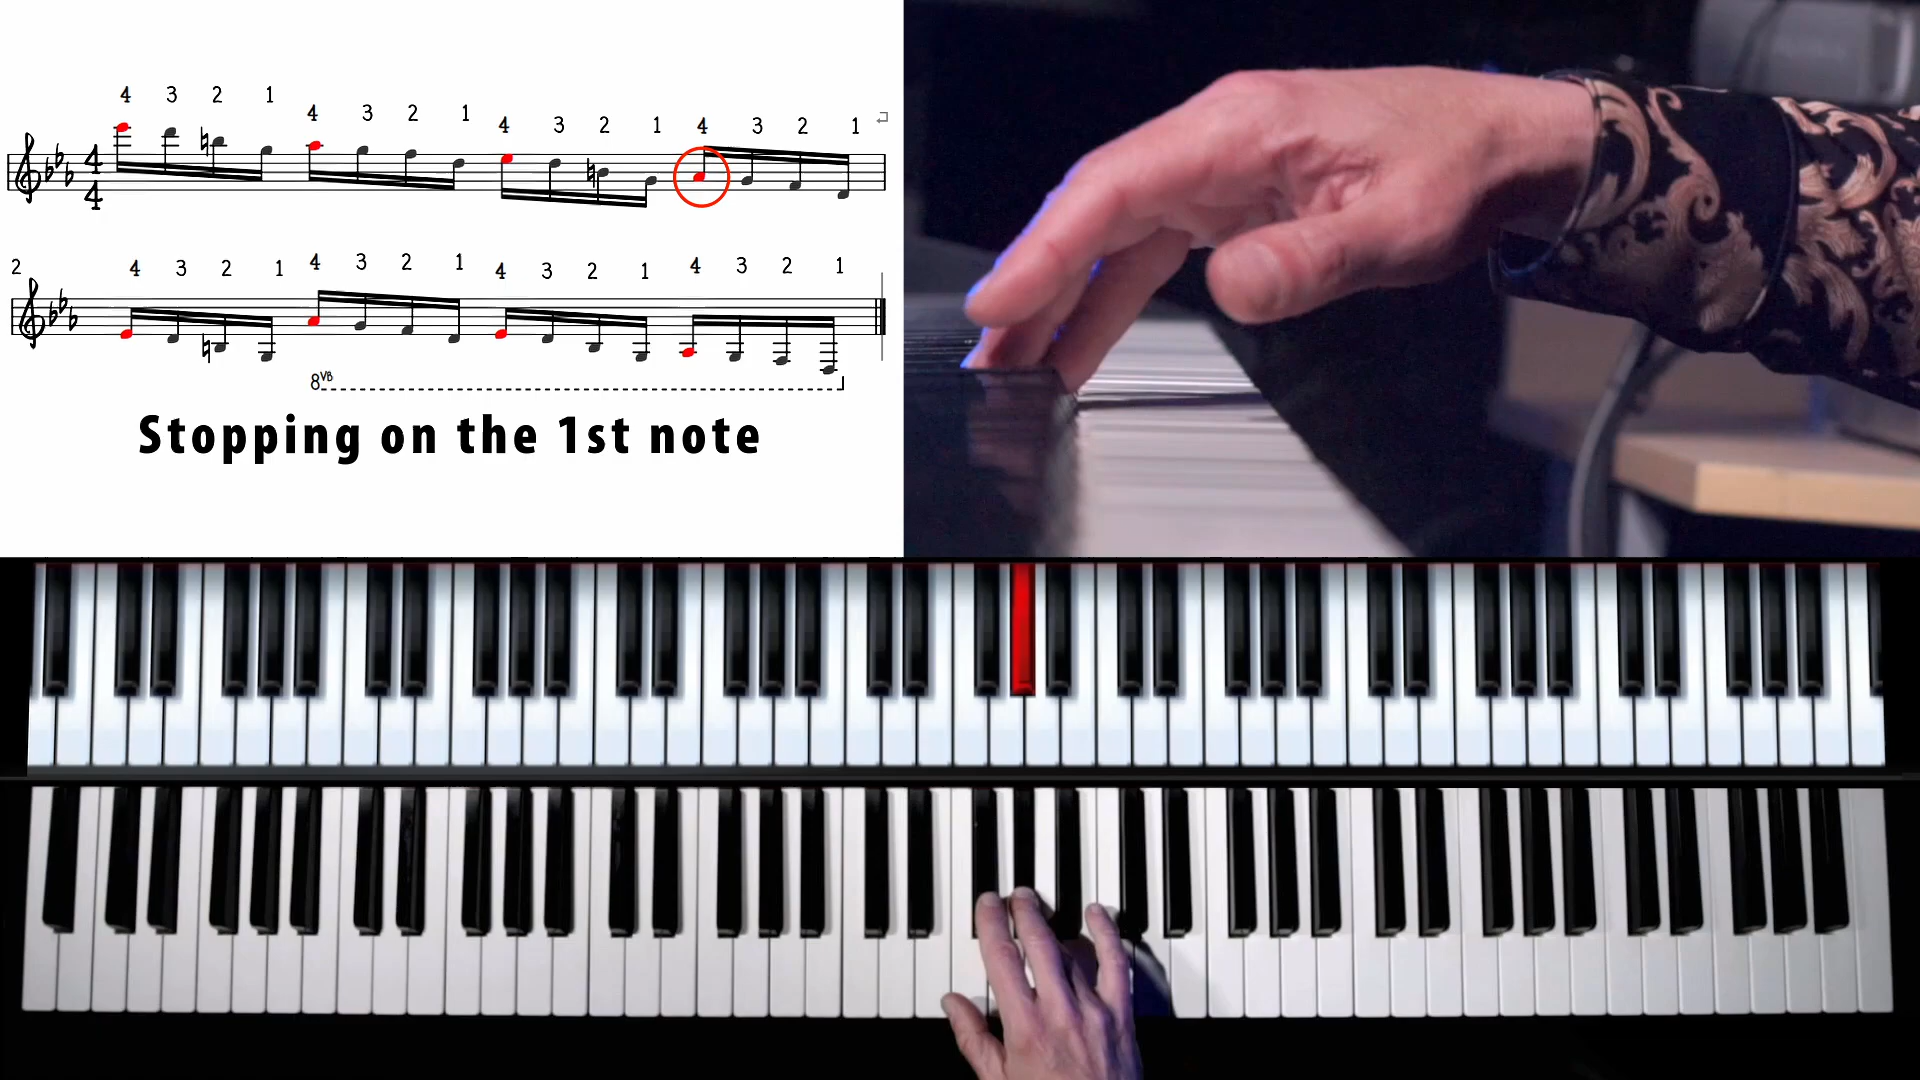 4 3 2 1 4 3 2 1 4 3 2 1 4 3 2 1
4
4
2 4 3 2 1 4 3 2 1 4 3 2 1 4 3 2 1
8VB
Stopping on the 1st note